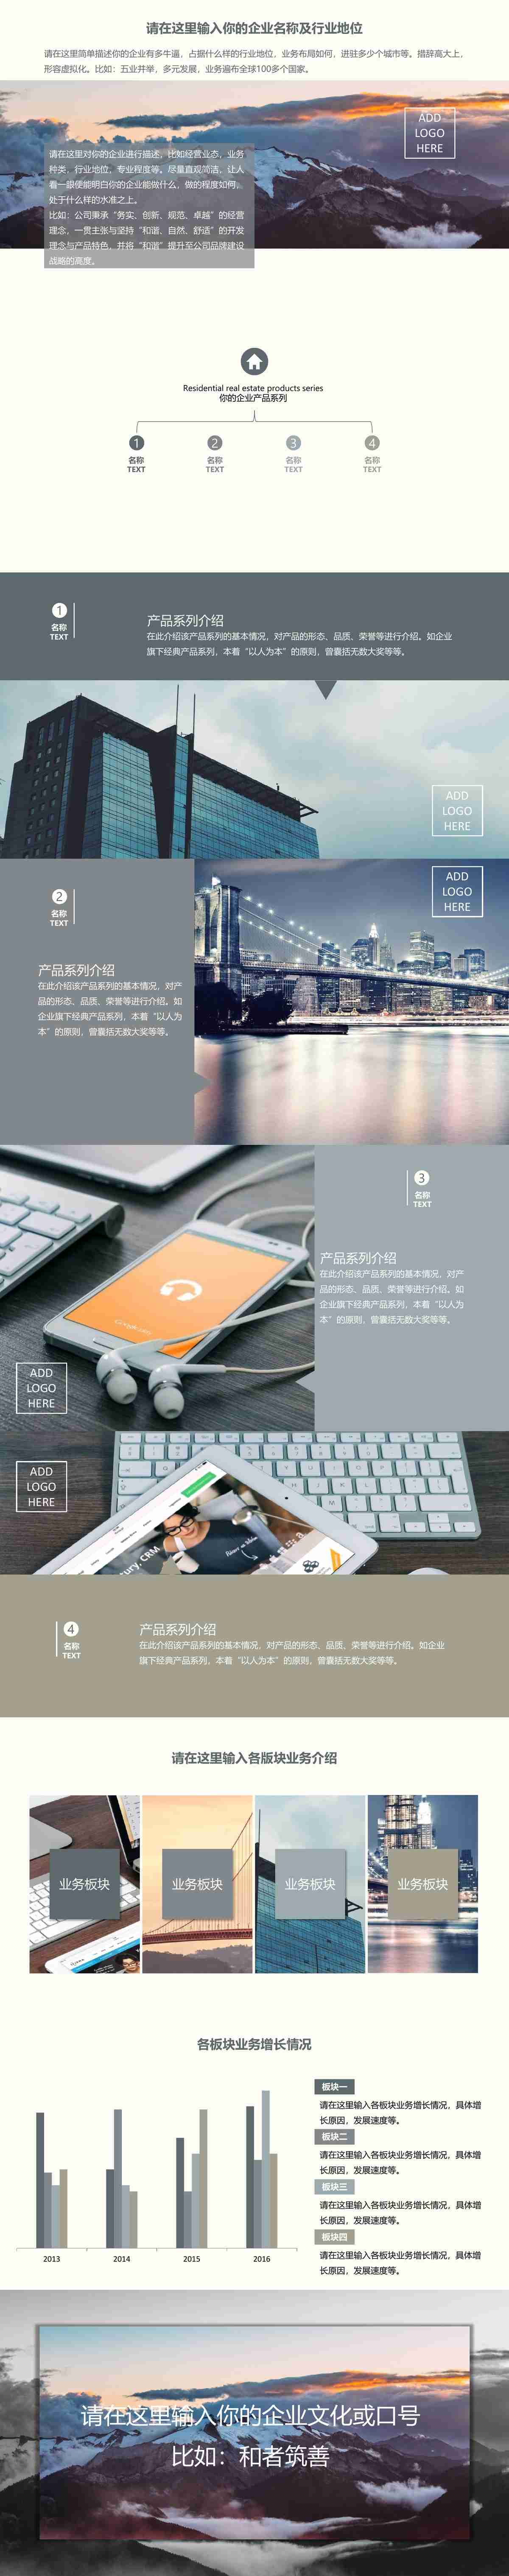 请在这里输入你的企业名称及行业地位
请在这里简单描述你的企业有多牛逼，占据什么样的行业地位，业务布局如何，进驻多少个城市等。措辞高大上，
形容虚拟化。比如：五业并举，多元发展，业务遍布全球100多个国家。
ADD
LOGO
HERE
请在这里对你的企业进行描述，比如经营业态，业务
种类，行业地位，专业程度等。尽量直观简洁，让人
看一眼便能明白你的企业能做什么，做的程度如何，
处于什么样的水准之上。
比如：公司秉承“务实、创新、规范、卓越”的经营
理念，一贯主张与坚持“和谐、自然、舒适”的开发
理念与产品特色，并将“和谐”提升至公司品牌建设
战略的高度。
Residential real estate products series
你的企业产品系列
1
2
3
4
名称
名称
名称
名称
TEXT
TEXT
TEXT
TEXT
1
名称
TEXT
产品系列介绍
在此介绍该产品系列的基本情况，对产品的形态、品质、荣誉等进行介绍。如企业
旗下经典产品系列，本着“以人为本”的原则，曾囊括无数大奖等等。
ADD
LOGO
HERE
ADD
LOGO
HERE
2
名称
TEXT
产品系列介绍
在此介绍该产品系列的基本情况，对产
品的形态、品质、荣誉等进行介绍。如
企业旗下经典产品系列，本着“以人为
本”的原则，曾囊括无数大奖等等。
3
名称
TEXT
产品系列介绍
在此介绍该产品系列的基本情况，对产
品的形态、品质、荣誉等进行介绍。如
企业旗下经典产品系列，本着“以人为
本”的原则，曾囊括无数大奖等等。
ADD
LOGO
HERE
ADD
LOGO
HERE
4
名称
TEXT
产品系列介绍
在此介绍该产品系列的基本情况，对产品的形态、品质、荣誉等进行介绍。如企业
旗下经典产品系列，本着“以人为本”的原则，曾囊括无数大奖等等。
请在这里输入各版块业务介绍
业务板块
业务板块
业务板块
业务板块
各板块业务增长情况
2013
2014
2015
2016
板块一
请在这里输入各板块业务增长情况，具体增
长原因，发展速度等。
板块二
请在这里输入各板块业务增长情况，具体增
长原因，发展速度等。
板块三
请在这里输入各板块业务增长情况，具体增
长原因，发展速度等。
板块四
请在这里输入各板块业务增长情况，具体增
长原因，发展速度等。
请在这里输入你的企业文化或口号
比如：和者筑善